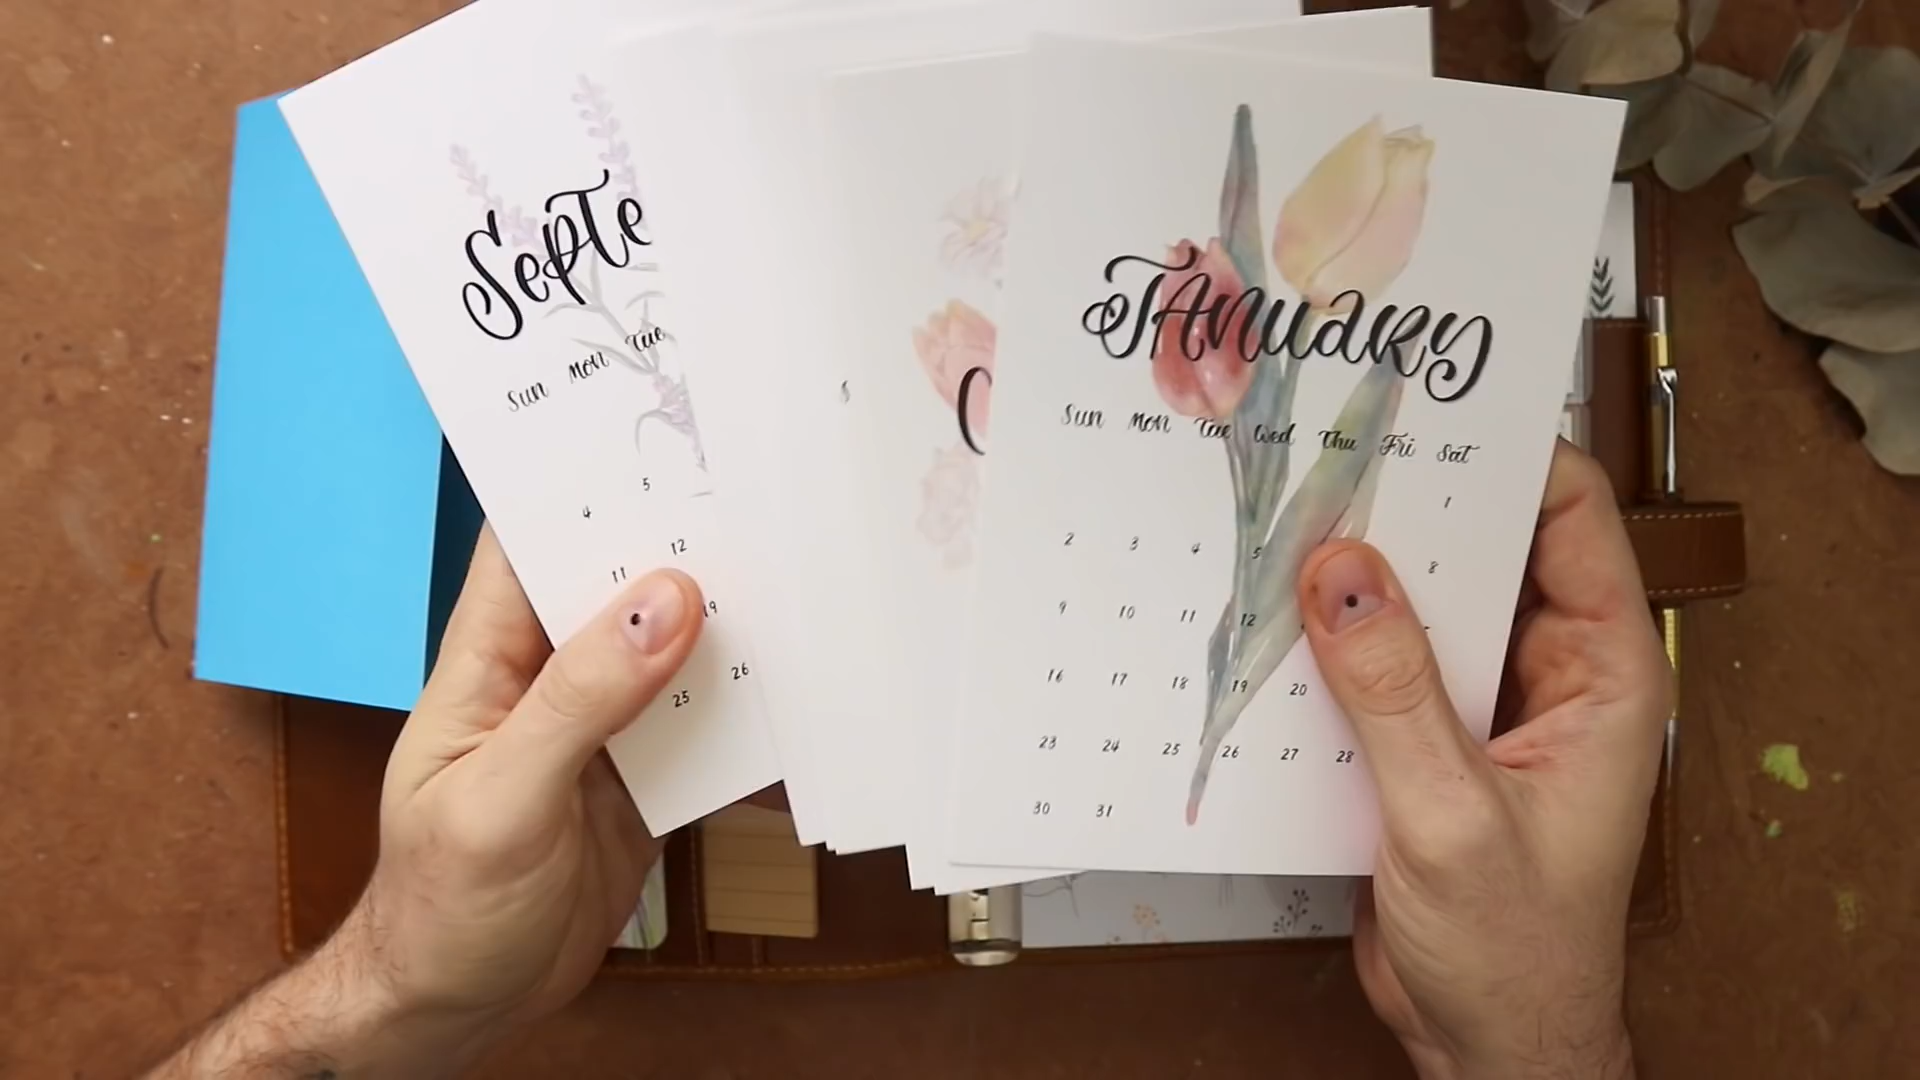 Septe
Sun Mon Tue
4 5
11 12
19
25 26
JANUARY
Sun Mon Tue Wed Thu Fri Sat
1
2 3 4 5 8
9 10 11 12
16 17 18 19 20
23 24 25 26 27 28
30 31